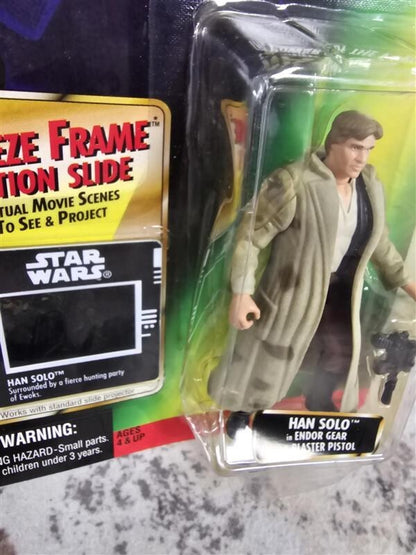 EZE FRAME™
TION SLIDE
TUAL MOVIE SCENES
TO SEE & PROJECT
STAR
WARS®
HAN SOLO™
Surrounded by a fierce hunting party
of Ewoks.
Works with standard slide projector
WARNING:
NG HAZARD-Small parts.
children under 3 years.
AGES
4 & UP
HAN SOLO™
in ENDOR GEAR
BLASTER PISTOL